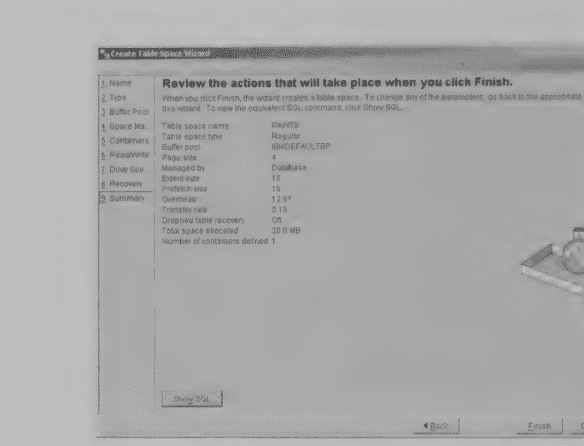 Create Table Space Wizard
1. Name
2. Type
3. Buffer Pool
4. Space Ma...
5. Containers
6. Read/Write
7. Drive Spe...
8. Recovery
9. Summary
Review the actions that will take place when you click Finish.
When you click Finish, the wizard creates a table space. To change any of the parameters, go back to the appropriate
this wizard. To view the equivalent SQL command, click Show SQL.
Table space name RAWTS
Table space type Regular
Buffer pool IBMDEFAULTBP
Page size 4
Managed by Database
Extent size 16
Prefetch size 16
Overhead 12.67
Transfer rate 0.18
Dropped table recovery Off
Total space allocated 20.0 MB
Number of containers defined 1
Show SQL
Back
Finish